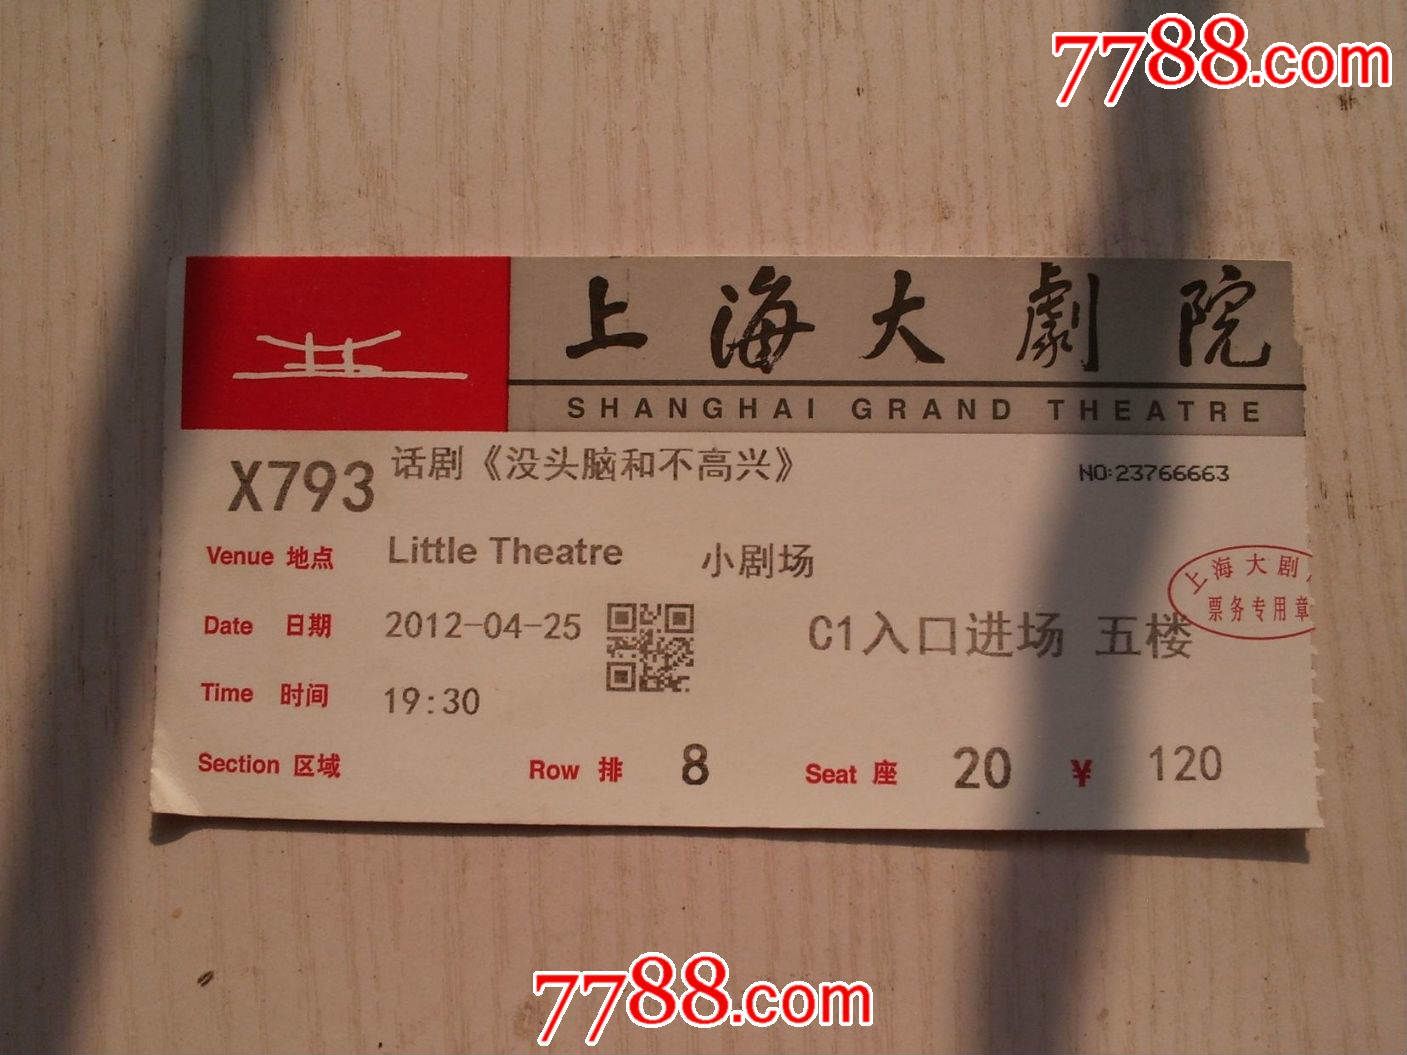 7788.com
上海大劇院
SHANGHAI GRAND THEATRE
X793 话剧《没头脑和不高兴》
NO:23766663
Venue 地点 Little Theatre 小剧场
上海大剧
票务专用章
Date 日期 2012-04-25 C1入口进场 五楼
Time 时间 19:30
Section 区域 Row 排 8 Seat 座 20 ¥ 120
7788.com